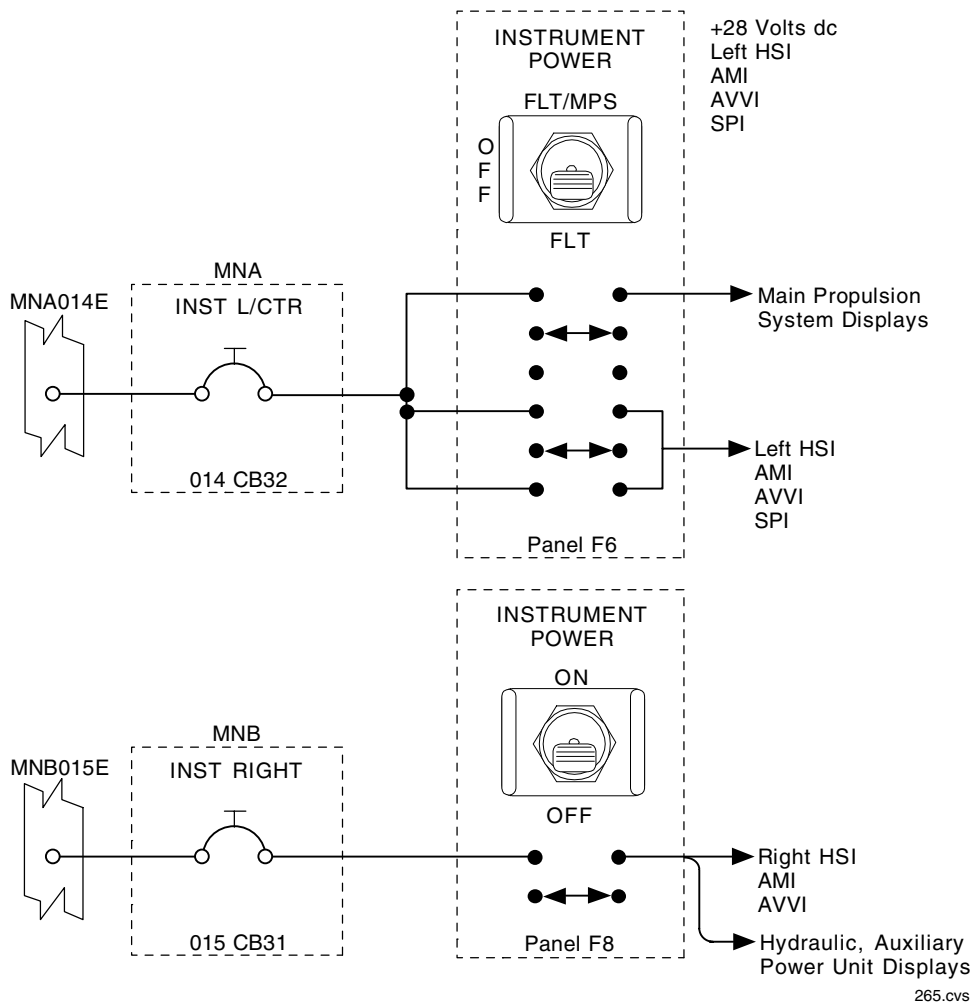 INSTRUMENT
POWER
FLT/MPS
O
F
F
FLT
+28 Volts dc
Left HSI
AMI
AVVI
SPI
MNA
MNA014E
INST L/CTR
014 CB32
Main Propulsion
System Displays
Left HSI
AMI
AVVI
SPI
Panel F6
INSTRUMENT
POWER
ON
OFF
MNB
MNB015E
INST RIGHT
015 CB31
Right HSI
AMI
AVVI
Panel F8
Hydraulic, Auxiliary
Power Unit Displays
265.cvs